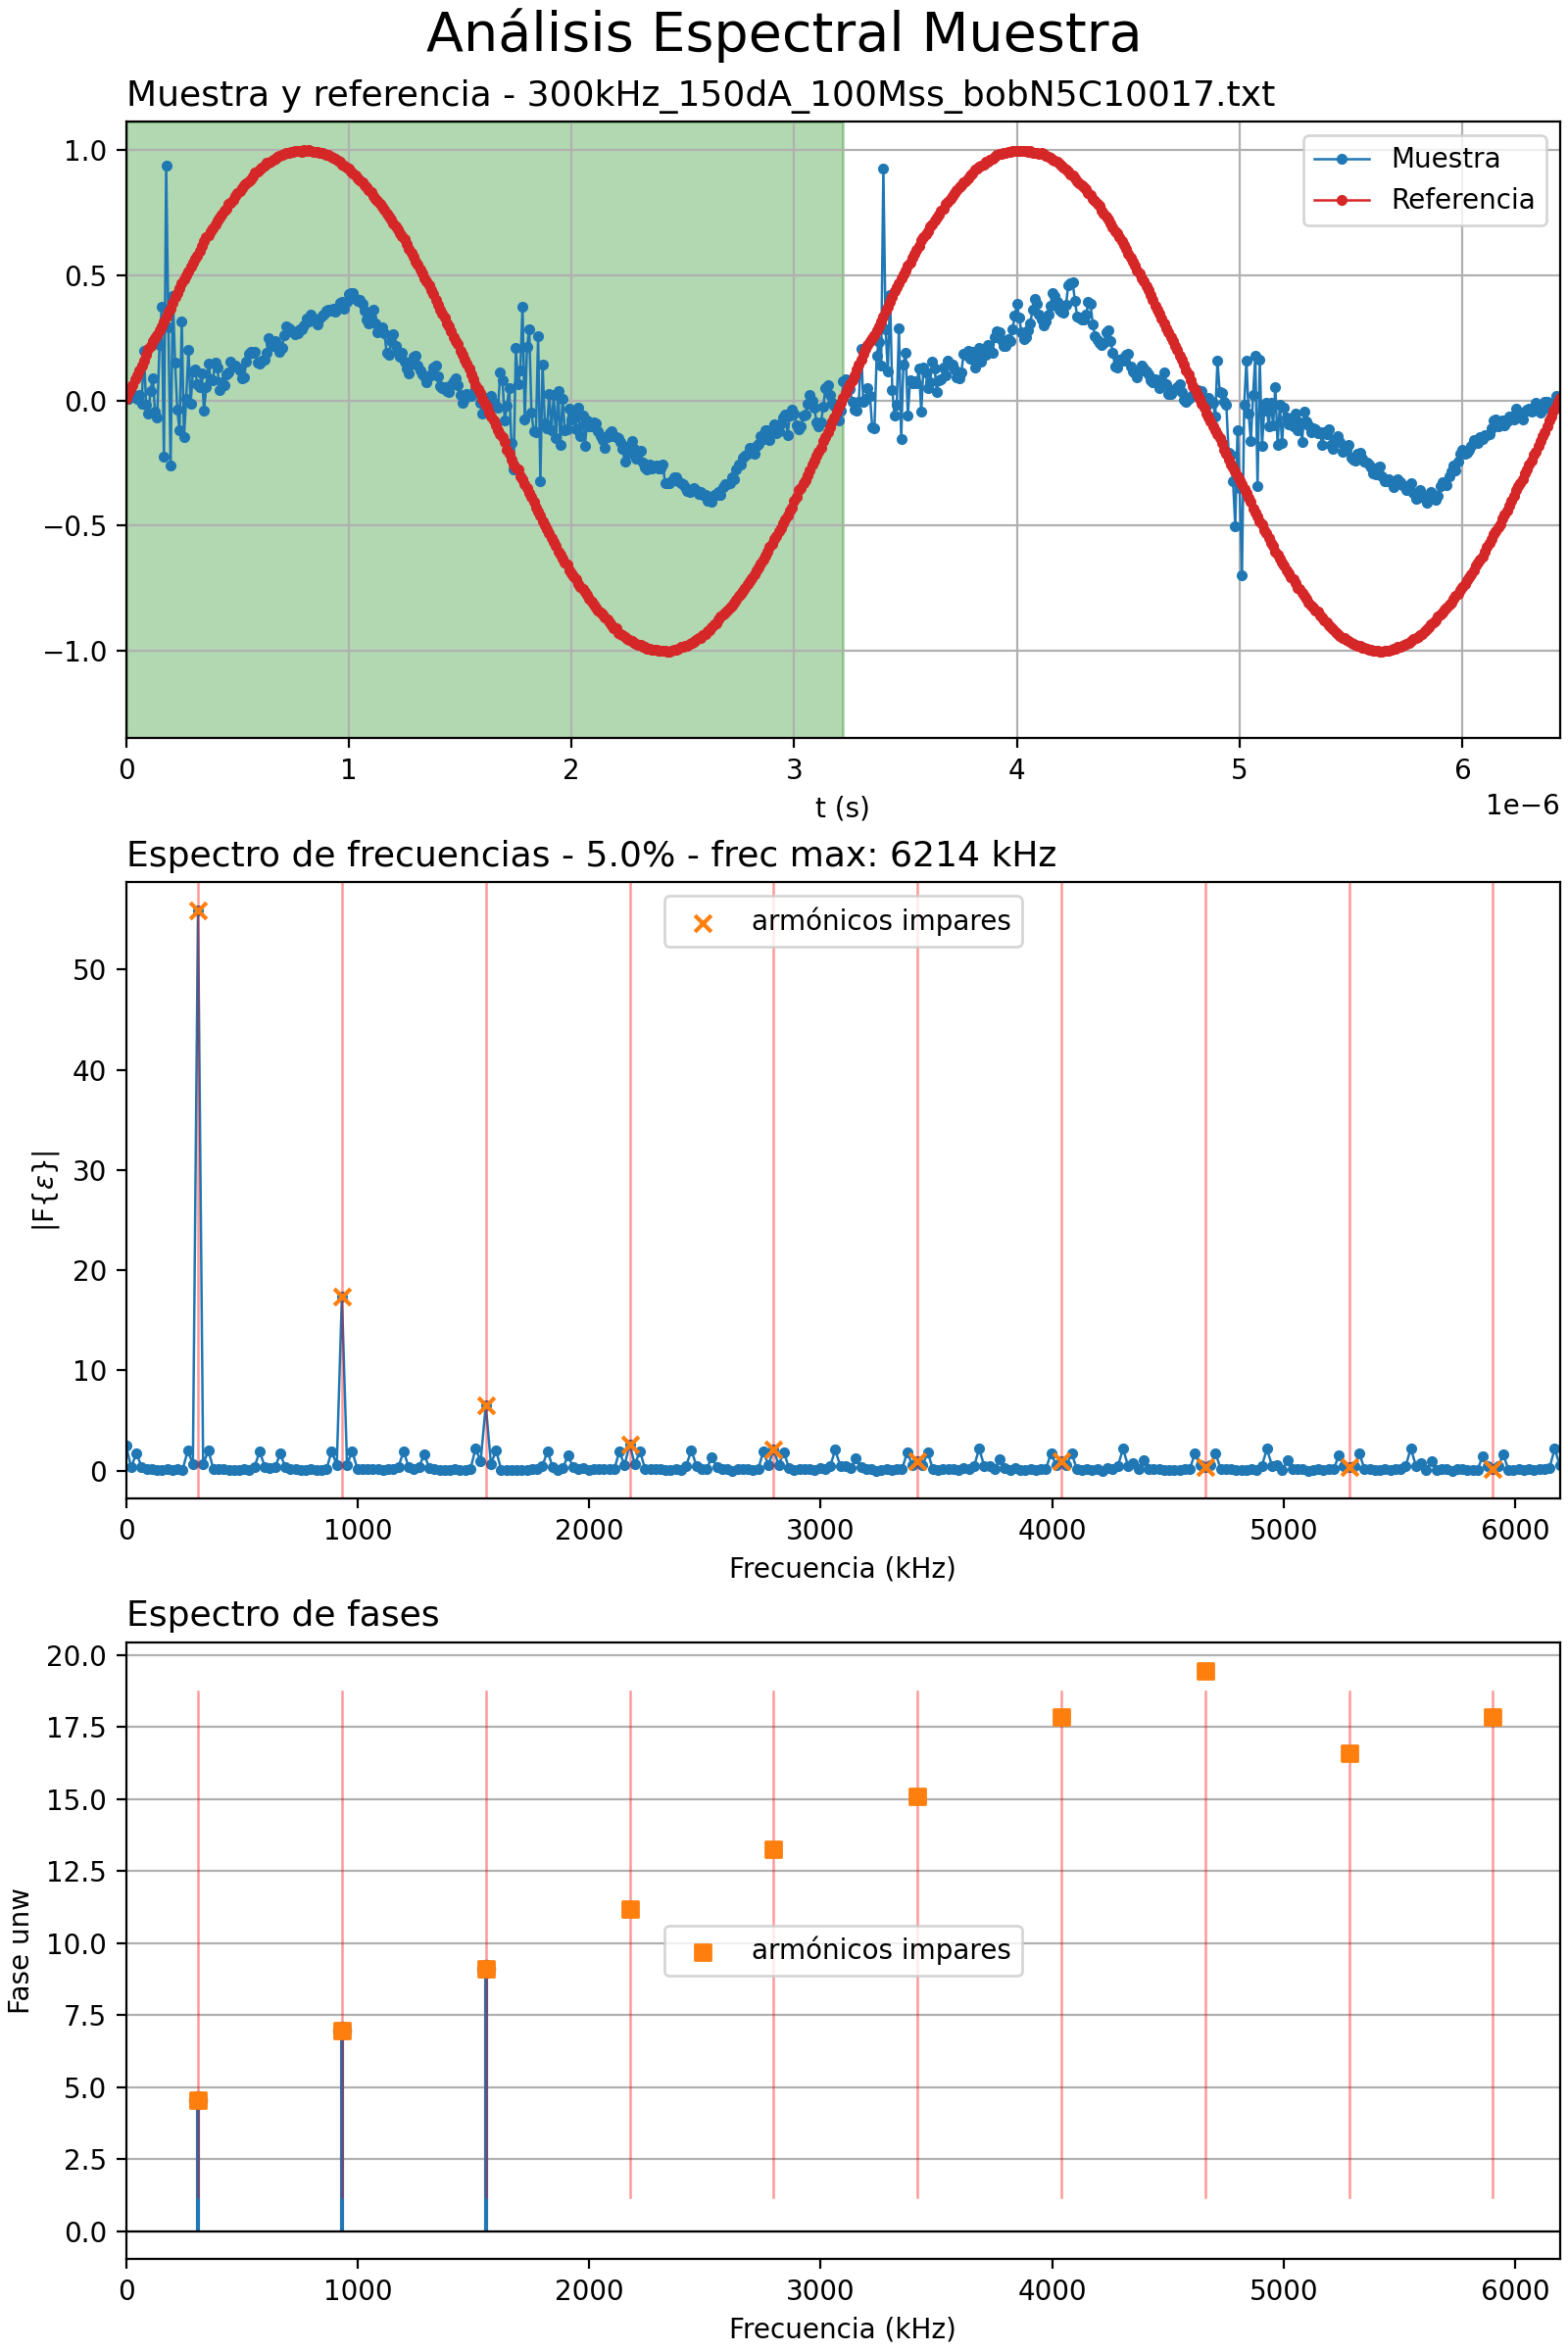 Análisis Espectral Muestra
Muestra y referencia - 300kHz_150dA_100Mss_bobN5C10017.txt
1.0
0.5
0.0
−0.5
−1.0
Muestra
Referencia
0 1 2 3 4 5 6
1e−6
t (s)
Espectro de frecuencias - 5.0% - frec max: 6214 kHz
armónicos impares
50
40
30
20
10
0
|F{ε}|
0 1000 2000 3000 4000 5000 6000
Frecuencia (kHz)
Espectro de fases
20.0
17.5
15.0
12.5
10.0
7.5
5.0
2.5
0.0
Fase unw
armónicos impares
0 1000 2000 3000 4000 5000 6000
Frecuencia (kHz)